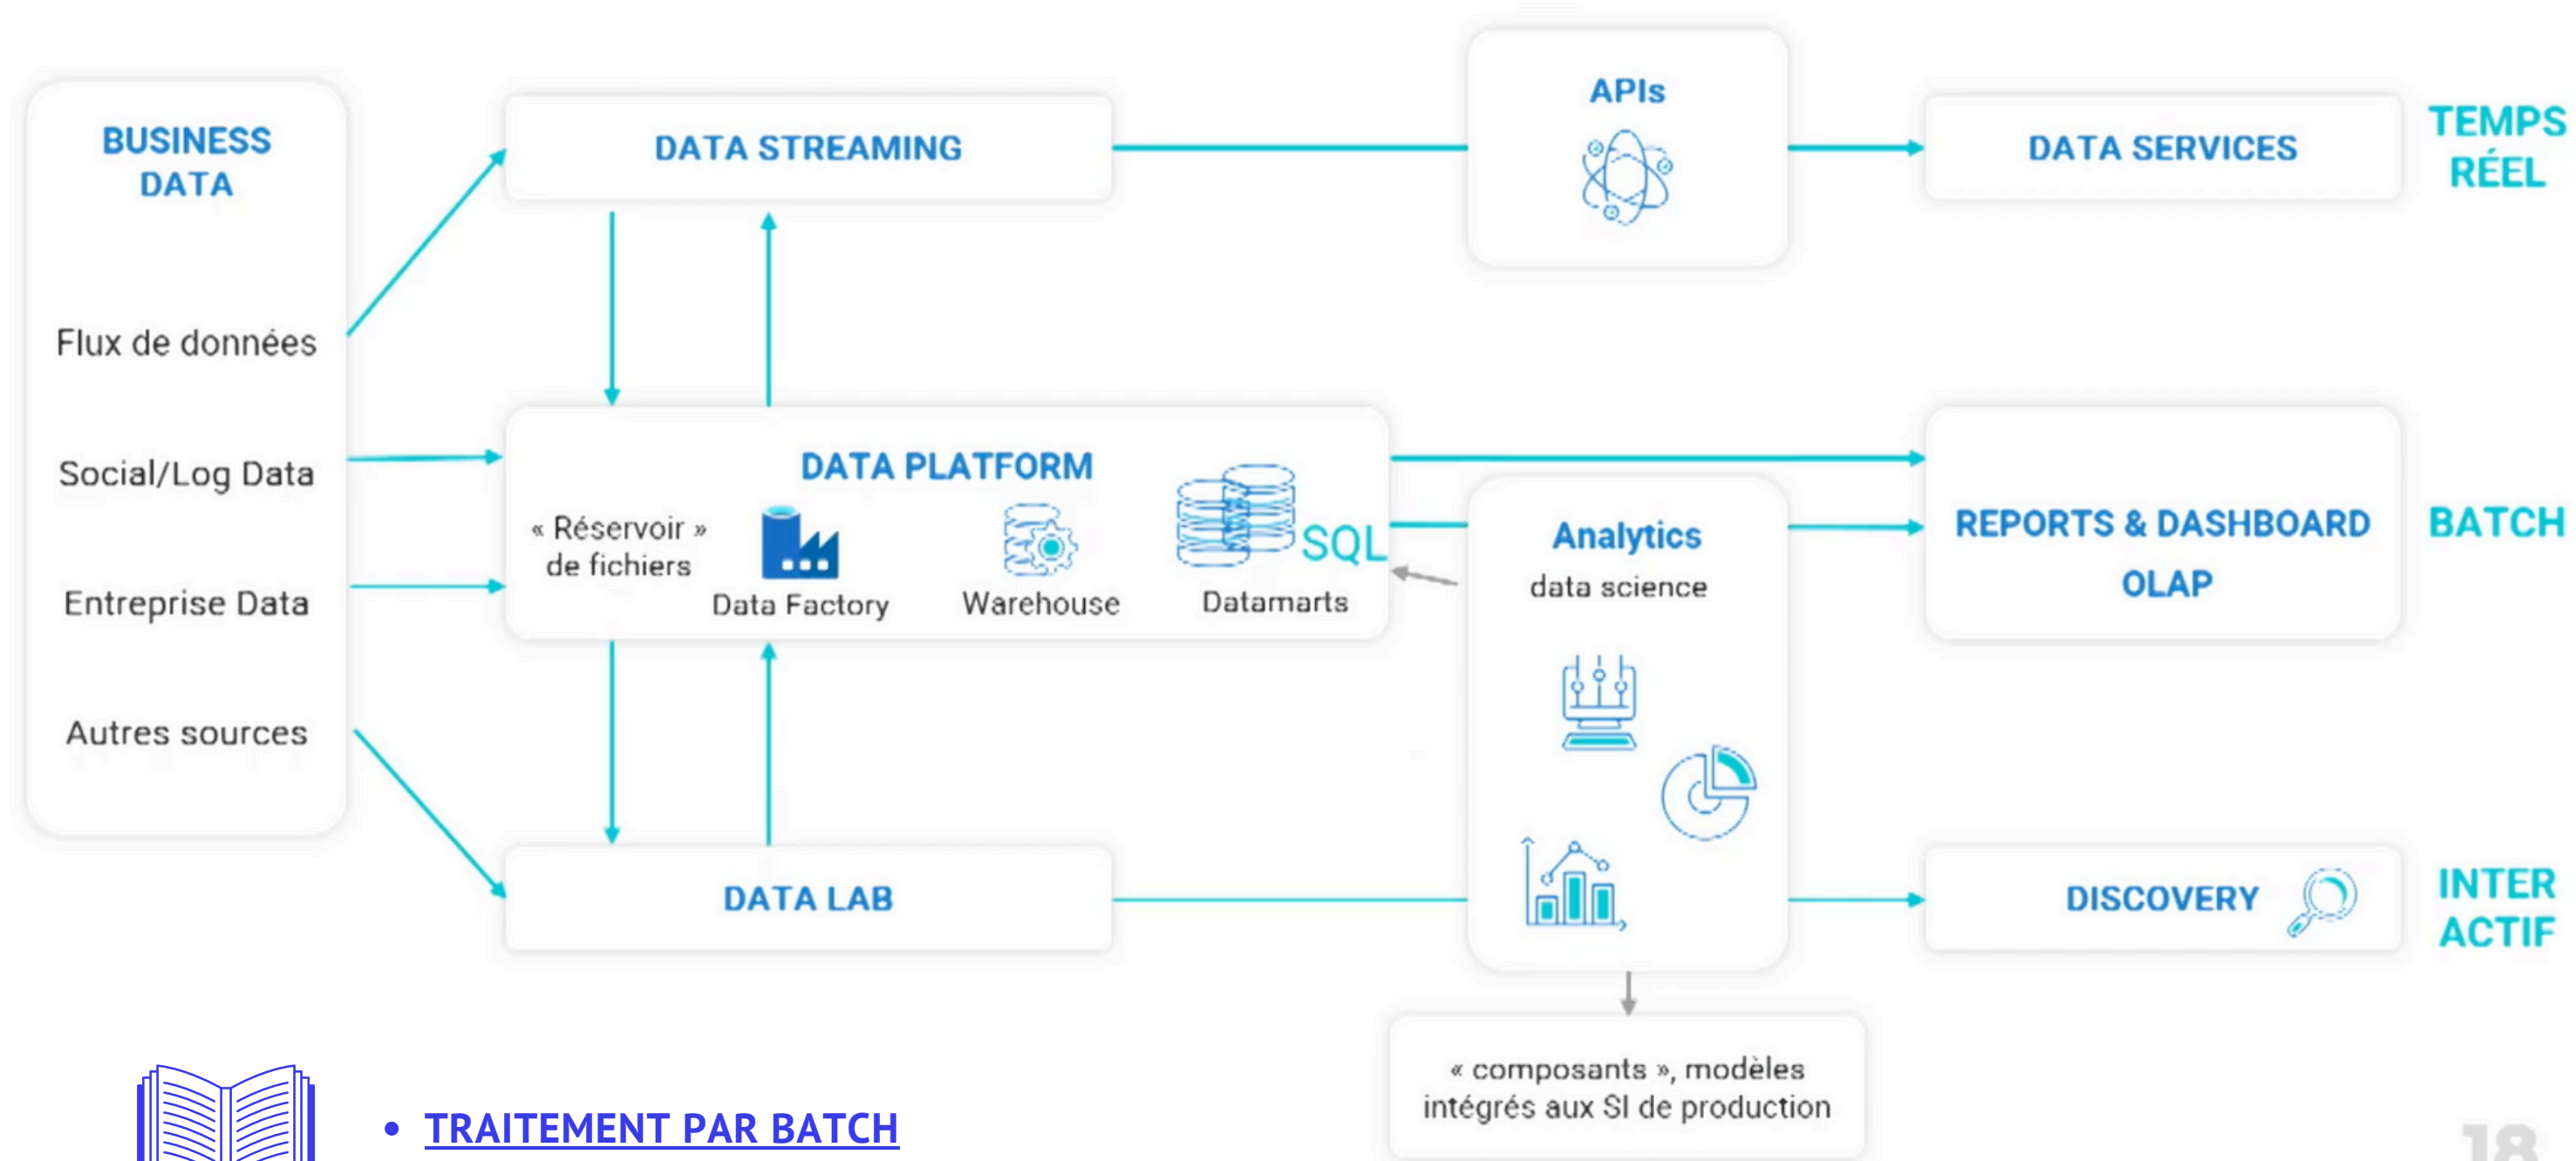 BUSINESS
DATA
Flux de données
Social/Log Data
Entreprise Data
Autres sources
DATA STREAMING
APIs
DATA SERVICES
TEMPS
RÉEL
DATA PLATFORM
« Réservoir »
de fichiers
Data Factory
Warehouse
SQL
Datamarts
Analytics
data science
REPORTS & DASHBOARD
OLAP
BATCH
DATA LAB
DISCOVERY
INTER
ACTIF
« composants », modèles
intégrés aux SI de production
• TRAITEMENT PAR BATCH
18